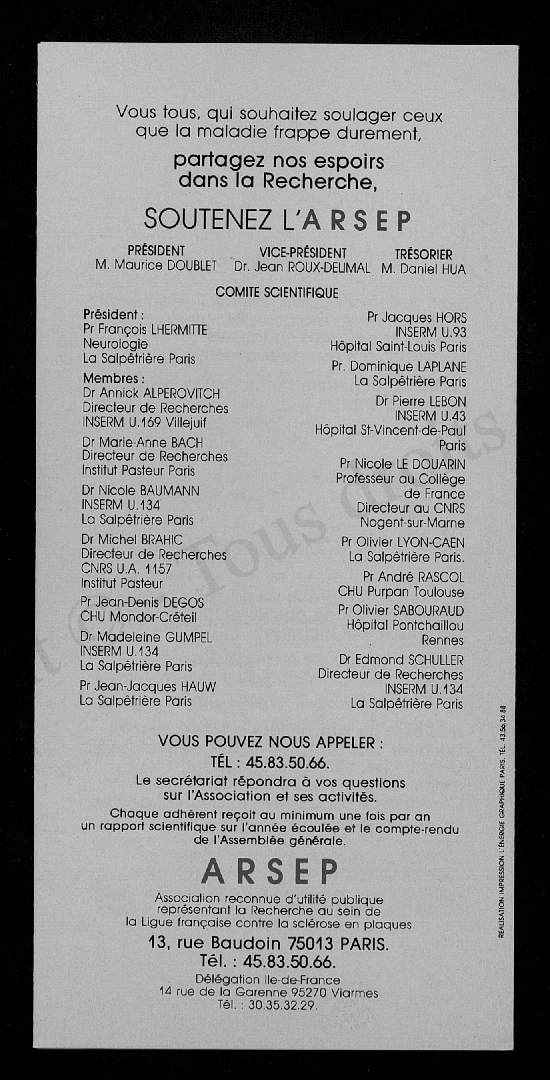 Vous tous, qui souhaitez soulager ceux
que la maladie frappe durement,
partagez nos espoirs
dans la Recherche,
SOUTENEZ L'ARSEP
PRÉSIDENT
M. Maurice DOUBLET
VICE-PRÉSIDENT
Dr. Jean ROUX-DELIMAL
TRÉSORIER
M. Daniel HUA
COMITE SCIENTIFIQUE
Président :
Pr François LHERMITTE
Neurologie
La Salpêtrière Paris
Membres :
Dr Annick ALPEROVITCH
Directeur de Recherches
INSERM U.169 Villejuif
Dr Marie-Anne BACH
Directeur de Recherches
Institut Pasteur Paris
Dr Nicole BAUMANN
INSERM U.134
La Salpêtrière Paris
Dr Michel BRAHIC
Directeur de Recherches
CNRS U.A. 1157
Institut Pasteur
Pr Jean-Denis DEGOS
CHU Mondor-Créteil
Dr Madeleine GUMPEL
INSERM U.134
La Salpêtrière Paris
Pr Jean-Jacques HAUW
La Salpêtrière Paris
Pr Jacques HORS
INSERM U.93
Hôpital Saint-Louis Paris
Pr. Dominique LAPLANE
La Salpêtrière Paris
Dr Pierre LEBON
INSERM U.43
Hôpital St-Vincent-de-Paul
Paris
Pr Nicole LE DOUARIN
Professeur au Collège
de France
Directeur au CNRS
Nogent-sur-Marne
Pr Olivier LYON-CAEN
La Salpêtrière Paris.
Pr André RASCOL
CHU Purpan Toulouse
Pr Olivier SABOURAUD
Hôpital Pontchaillou
Rennes
Dr Edmond SCHULLER
Directeur de Recherches
INSERM U.134
La Salpêtrière Paris
VOUS POUVEZ NOUS APPELER :
TÉL : 45.83.50.66.
Le secrétariat répondra à vos questions
sur l'Association et ses activités.
Chaque adhérent reçoit au minimum une fois par an
un rapport scientifique sur l'année écoulée et le compte-rendu
de l'Assemblée générale.
ARSEP
Association reconnue d'utilité publique
représentant la Recherche au sein de
la Ligue française contre la sclérose en plaques
13, rue Baudoin 75013 PARIS.
Tél. : 45.83.50.66.
Délégation Ile-de-France
14 rue de la Garenne 95270 Viarmes
Tél. : 30.35.32.29.
RÉALISATION IMPRESSION L'ÉNERGIE GRAPHIQUE PARIS. TÉL. 43.56.34.88
Tous droits